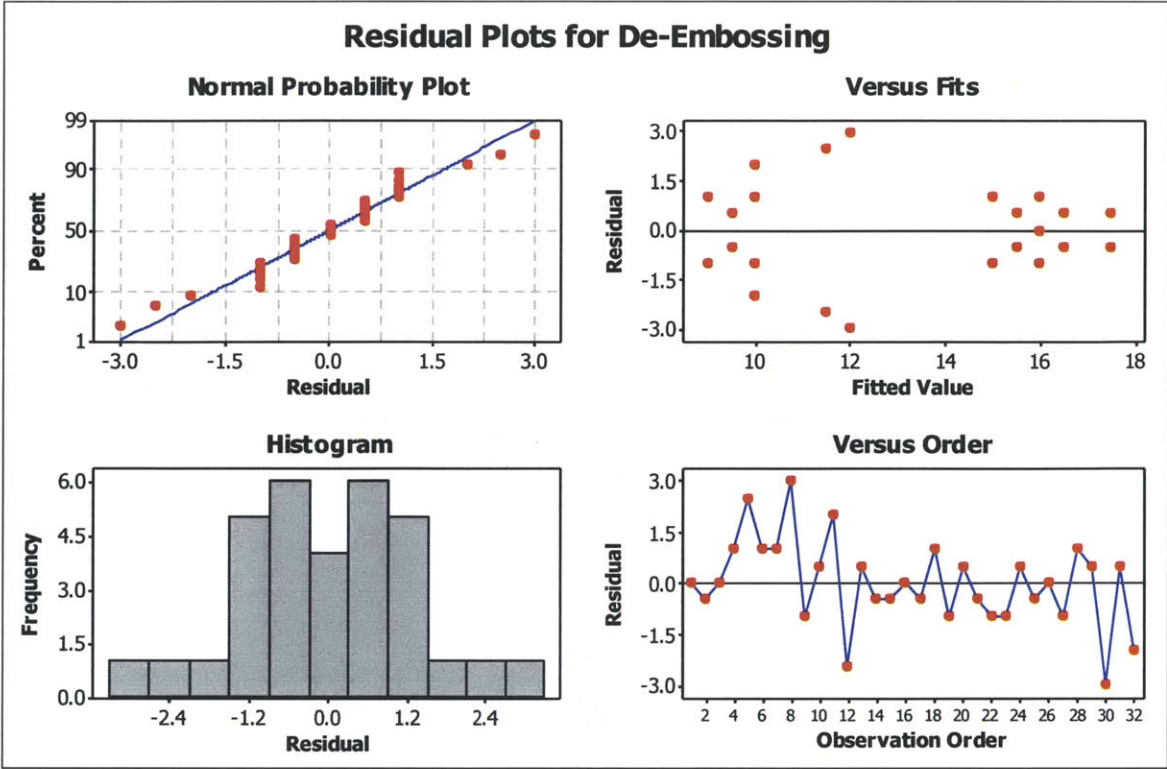 Residual Plots for De-Embossing
Normal Probability Plot
99
90
50
10
1
Percent
-3.0 -1.5 0.0 1.5 3.0
Residual
Versus Fits
3.0
1.5
0.0
-1.5
-3.0
Residual
10 12 14 16 18
Fitted Value
Histogram
6.0
4.5
3.0
1.5
0.0
Frequency
-2.4 -1.2 0.0 1.2 2.4
Residual
Versus Order
3.0
1.5
0.0
-1.5
-3.0
Residual
2 4 6 8 10 12 14 16 18 20 22 24 26 28 30 32
Observation Order